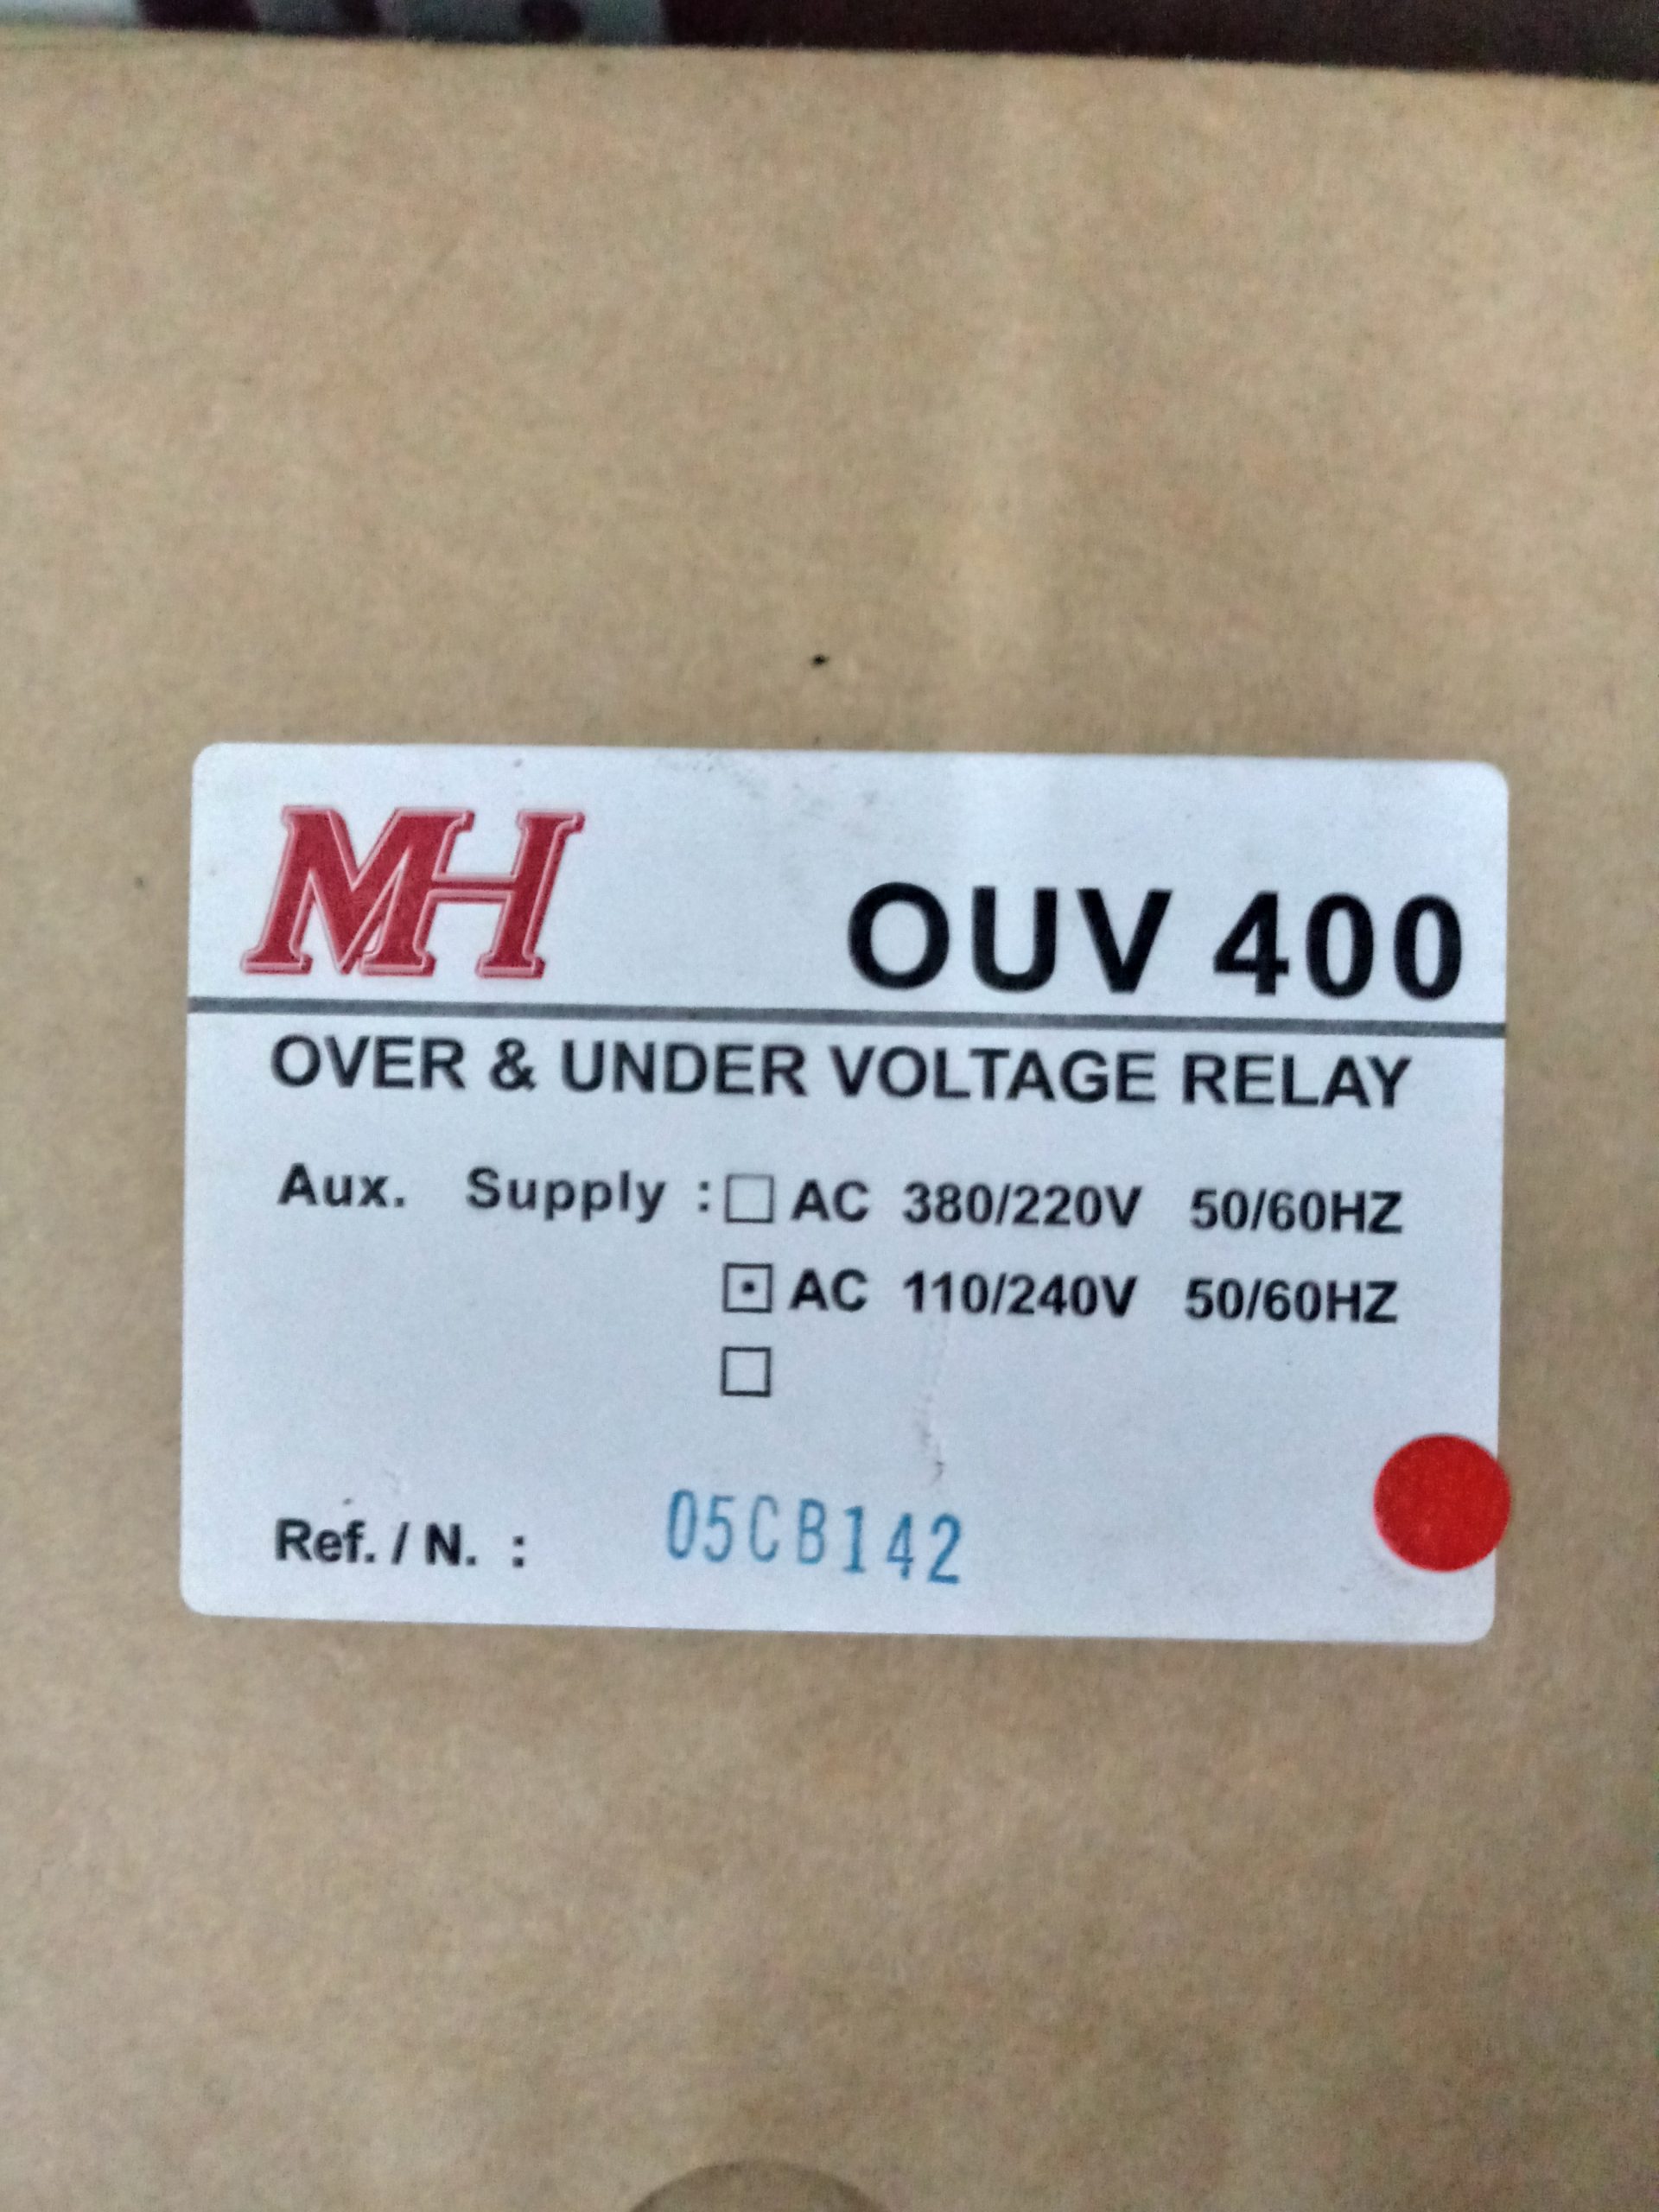 MH
OUV 400
OVER & UNDER VOLTAGE RELAY
Aux. Supply : AC 380/220V 50/60HZ
AC 110/240V 50/60HZ
Ref. / N. : 05CB142